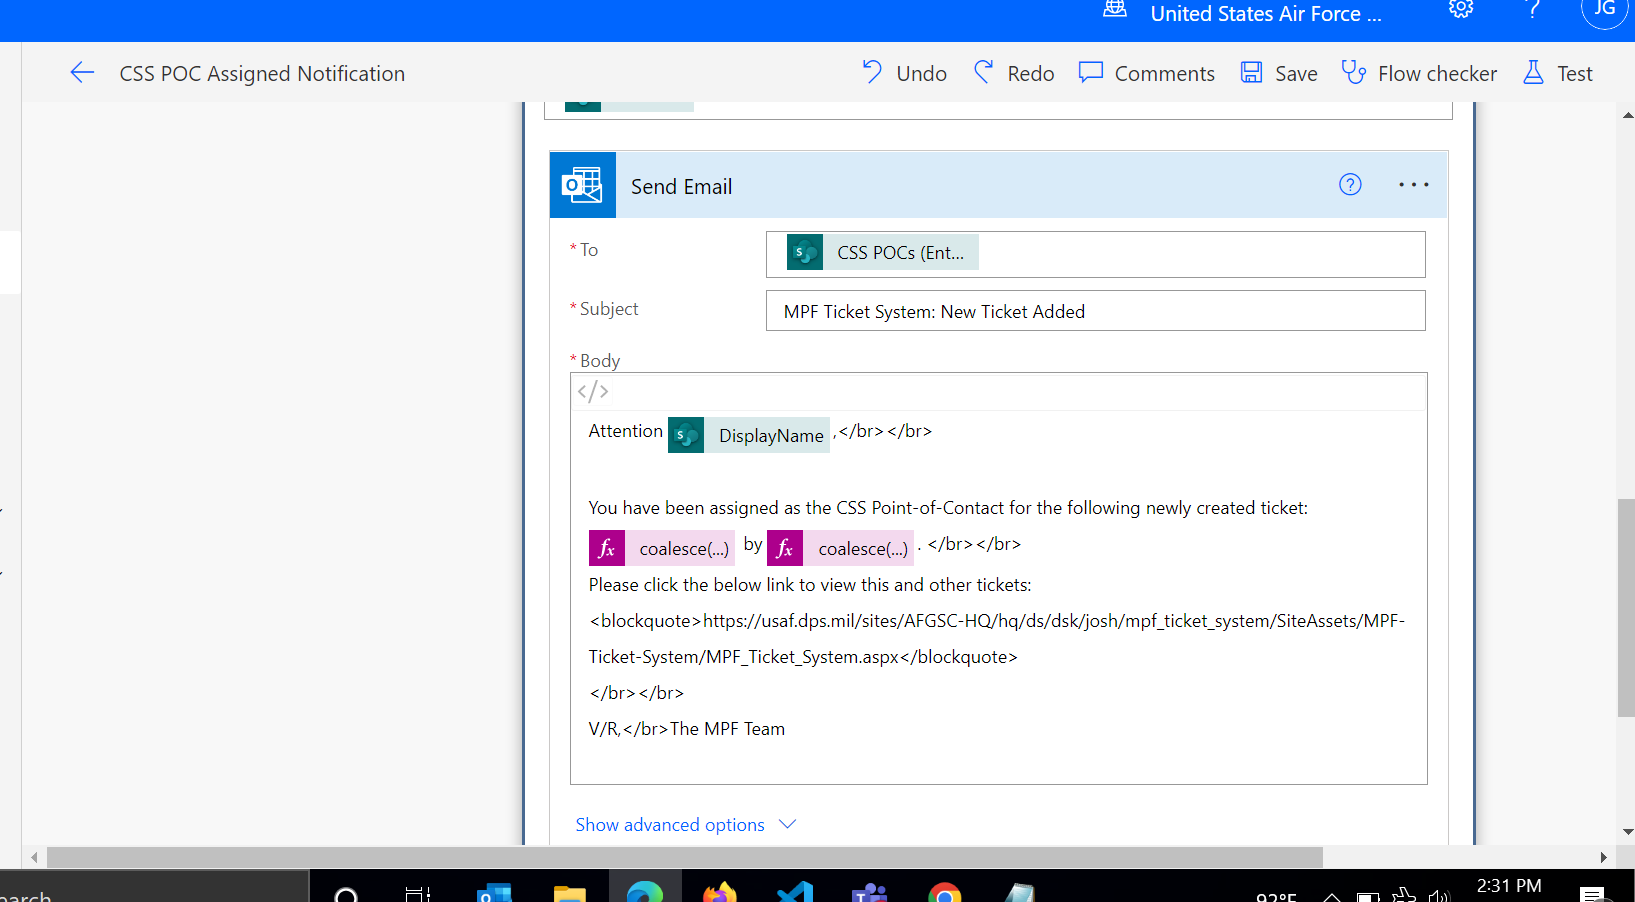 United States Air Force ...
JG
CSS POC Assigned Notification
Undo
Redo
Comments
Save
Flow checker
Test
Send Email
* To
CSS POCs (Ent...
* Subject
MPF Ticket System: New Ticket Added
* Body
</>
Attention DisplayName ,</br></br>
You have been assigned as the CSS Point-of-Contact for the following newly created ticket:
fx coalesce(...) by fx coalesce(...) . </br></br>
Please click the below link to view this and other tickets:
<blockquote>https://usaf.dps.mil/sites/AFGSC-HQ/hq/ds/dsk/josh/mpf_ticket_system/SiteAssets/MPF-
Ticket-System/MPF_Ticket_System.aspx</blockquote>
</br></br>
V/R,</br>The MPF Team
Show advanced options
2:31 PM